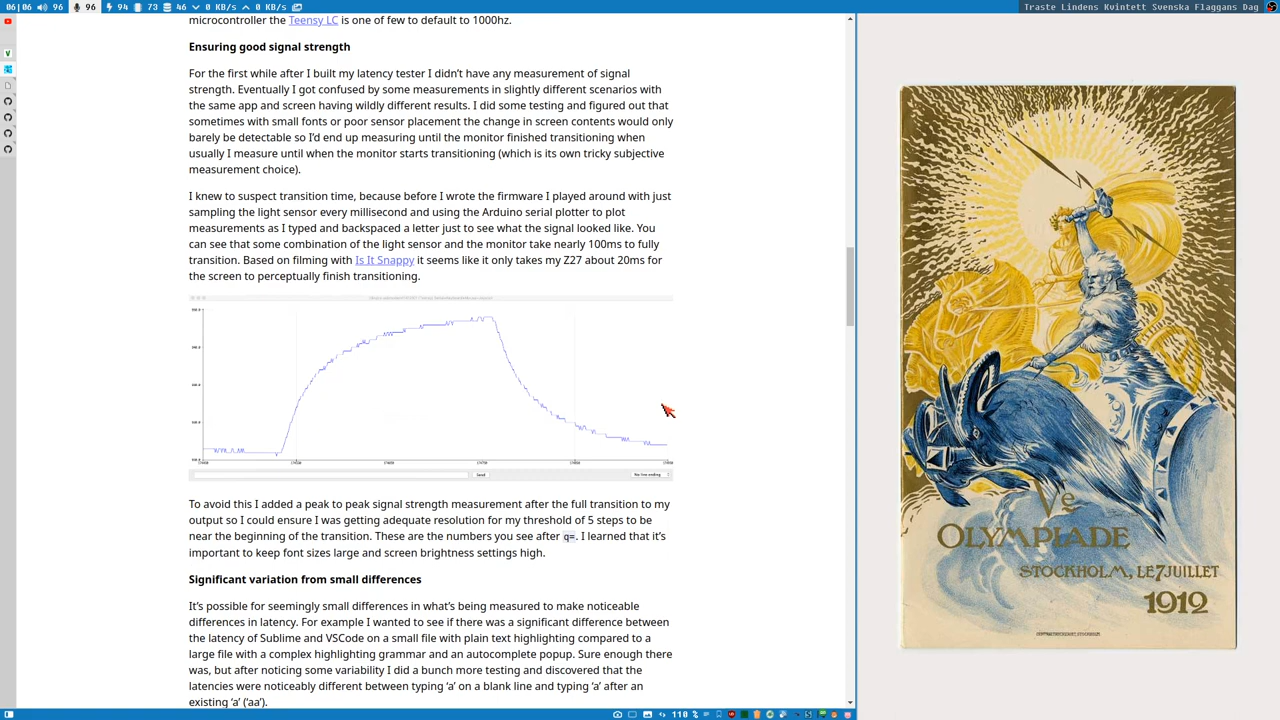 06|06 96 96 94 73 46 0 KB/s 0 KB/s
Traste Lindens Kvintett Svenska Flaggans Dag
microcontroller the Teensy LC is one of few to default to 1000hz.
Ensuring good signal strength
For the first while after I built my latency tester I didn’t have any measurement of signal
strength. Eventually I got confused by some measurements in slightly different scenarios with
the same app and screen having wildly different results. I did some testing and figured out that
sometimes with small fonts or poor sensor placement the change in screen contents would only
barely be detectable so I’d end up measuring until the monitor finished transitioning when
usually I measure until when the monitor starts transitioning (which is its own tricky subjective
measurement choice).
I knew to suspect transition time, because before I wrote the firmware I played around with just
sampling the light sensor every millisecond and using the Arduino serial plotter to plot
measurements as I typed and backspaced a letter just to see what the signal looked like. You
can see that some combination of the light sensor and the monitor take nearly 100ms to fully
transition. Based on filming with Is It Snappy it seems like it only takes my Z27 about 20ms for
the screen to perceptually finish transitioning.
Send
No line ending
To avoid this I added a peak to peak signal strength measurement after the full transition to my
output so I could ensure I was getting adequate resolution for my threshold of 5 steps to be
near the beginning of the transition. These are the numbers you see after q=. I learned that it’s
important to keep font sizes large and screen brightness settings high.
Significant variation from small differences
It’s possible for seemingly small differences in what’s being measured to make noticeable
differences in latency. For example I wanted to see if there was a significant difference between
the latency of Sublime and VSCode on a small file with plain text highlighting compared to a
large file with a complex highlighting grammar and an autocomplete popup. Sure enough there
was, but after noticing some variability I did a bunch more testing and discovered that the
latencies were noticeably different between typing ‘a’ on a blank line and typing ‘a’ after an
existing ‘a’ (‘aa’).
110 %
Ve
OLYMPIADE
STOCKHOLM, LE 7 JUILLET
1912